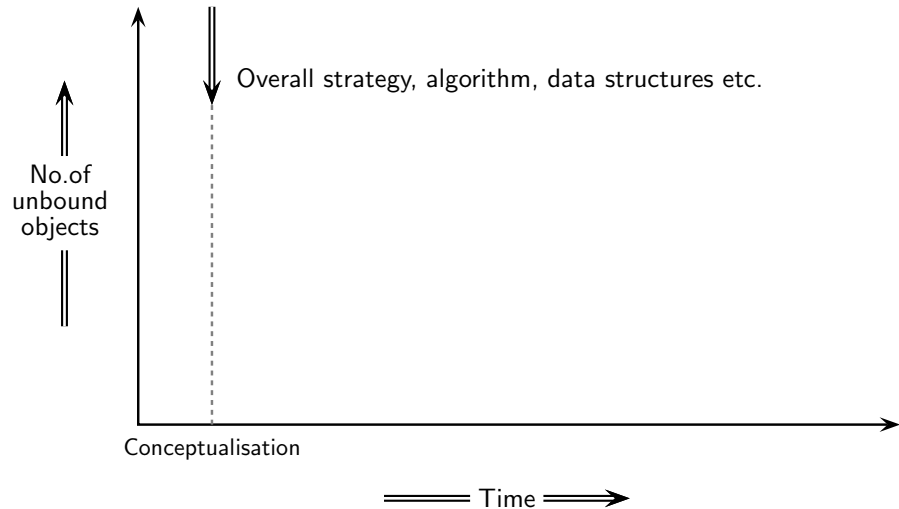 Overall strategy, algorithm, data structures etc.
No.of
unbound
objects
Conceptualisation
Time